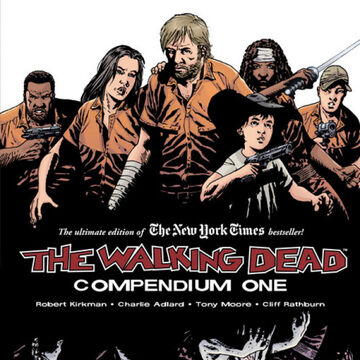 The ultimate edition of The New York Times bestseller!
THE WALKING DEAD™
COMPENDIUM ONE
Robert Kirkman • Charlie Adlard • Tony Moore • Cliff Rathburn